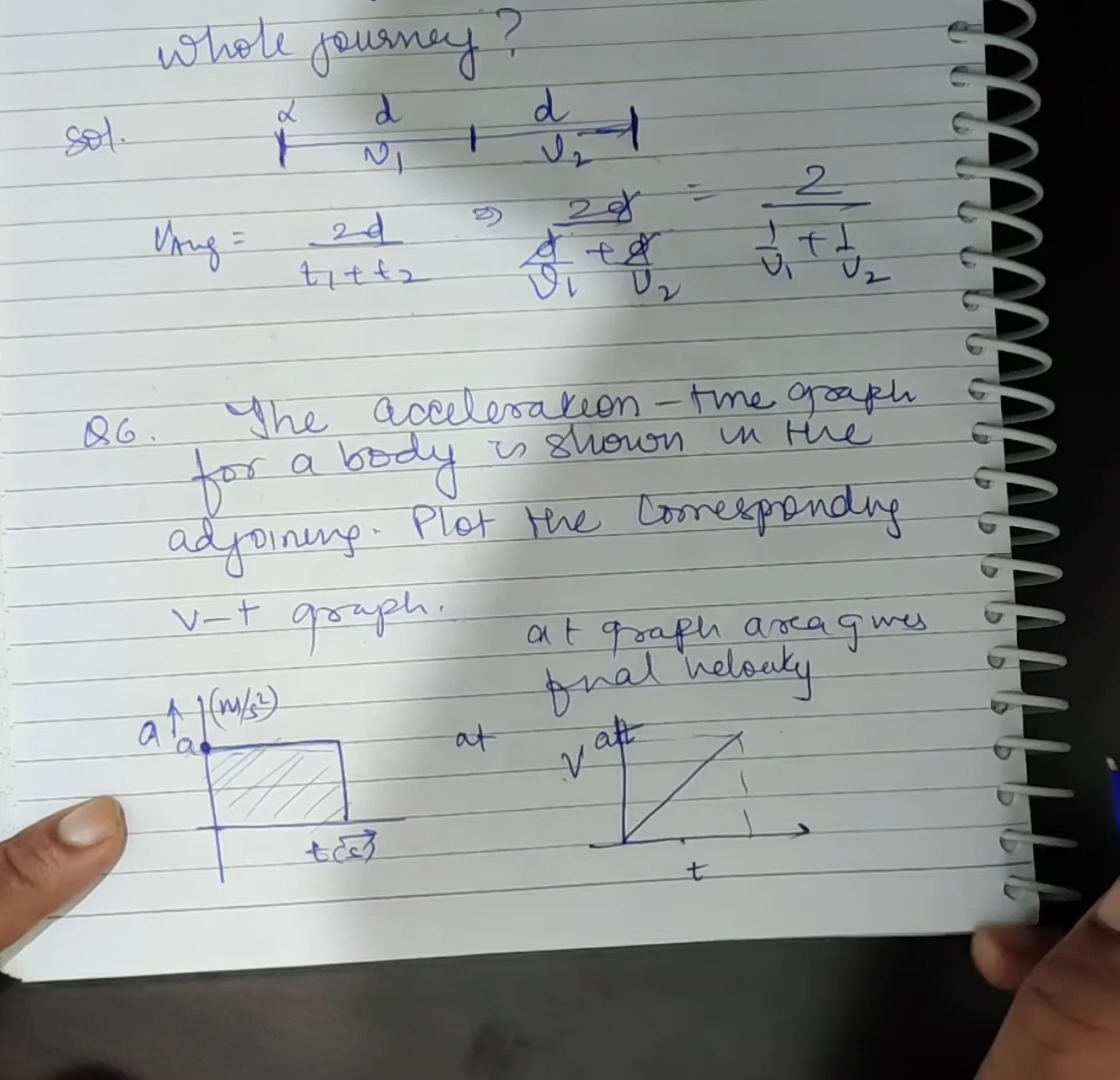 whole journey?
Sol. α d d
v₁ v₂
VAvg = 2d / t₁+t₂ ⇒ 2d / d/v₁ + d/v₂ = 2 / 1/v₁ + 1/v₂
Q6. The acceleration-time graph
for a body is shown in the
adjoining. Plot the corresponding
v-t graph.
at graph area gives
final velocity
a ↑ (m/s²)
a at v at
t(s) t